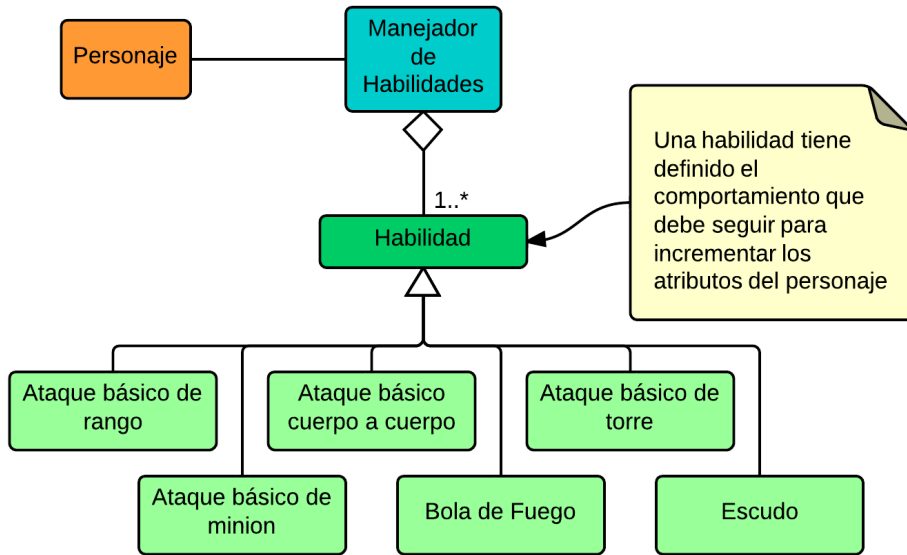 Personaje
Manejador
de
Habilidades
1..*
Habilidad
Una habilidad tiene
definido el
comportamiento que
debe seguir para
incrementar los
atributos del personaje
Ataque básico de
rango
Ataque básico
cuerpo a cuerpo
Ataque básico de
torre
Ataque básico de
minion
Bola de Fuego
Escudo